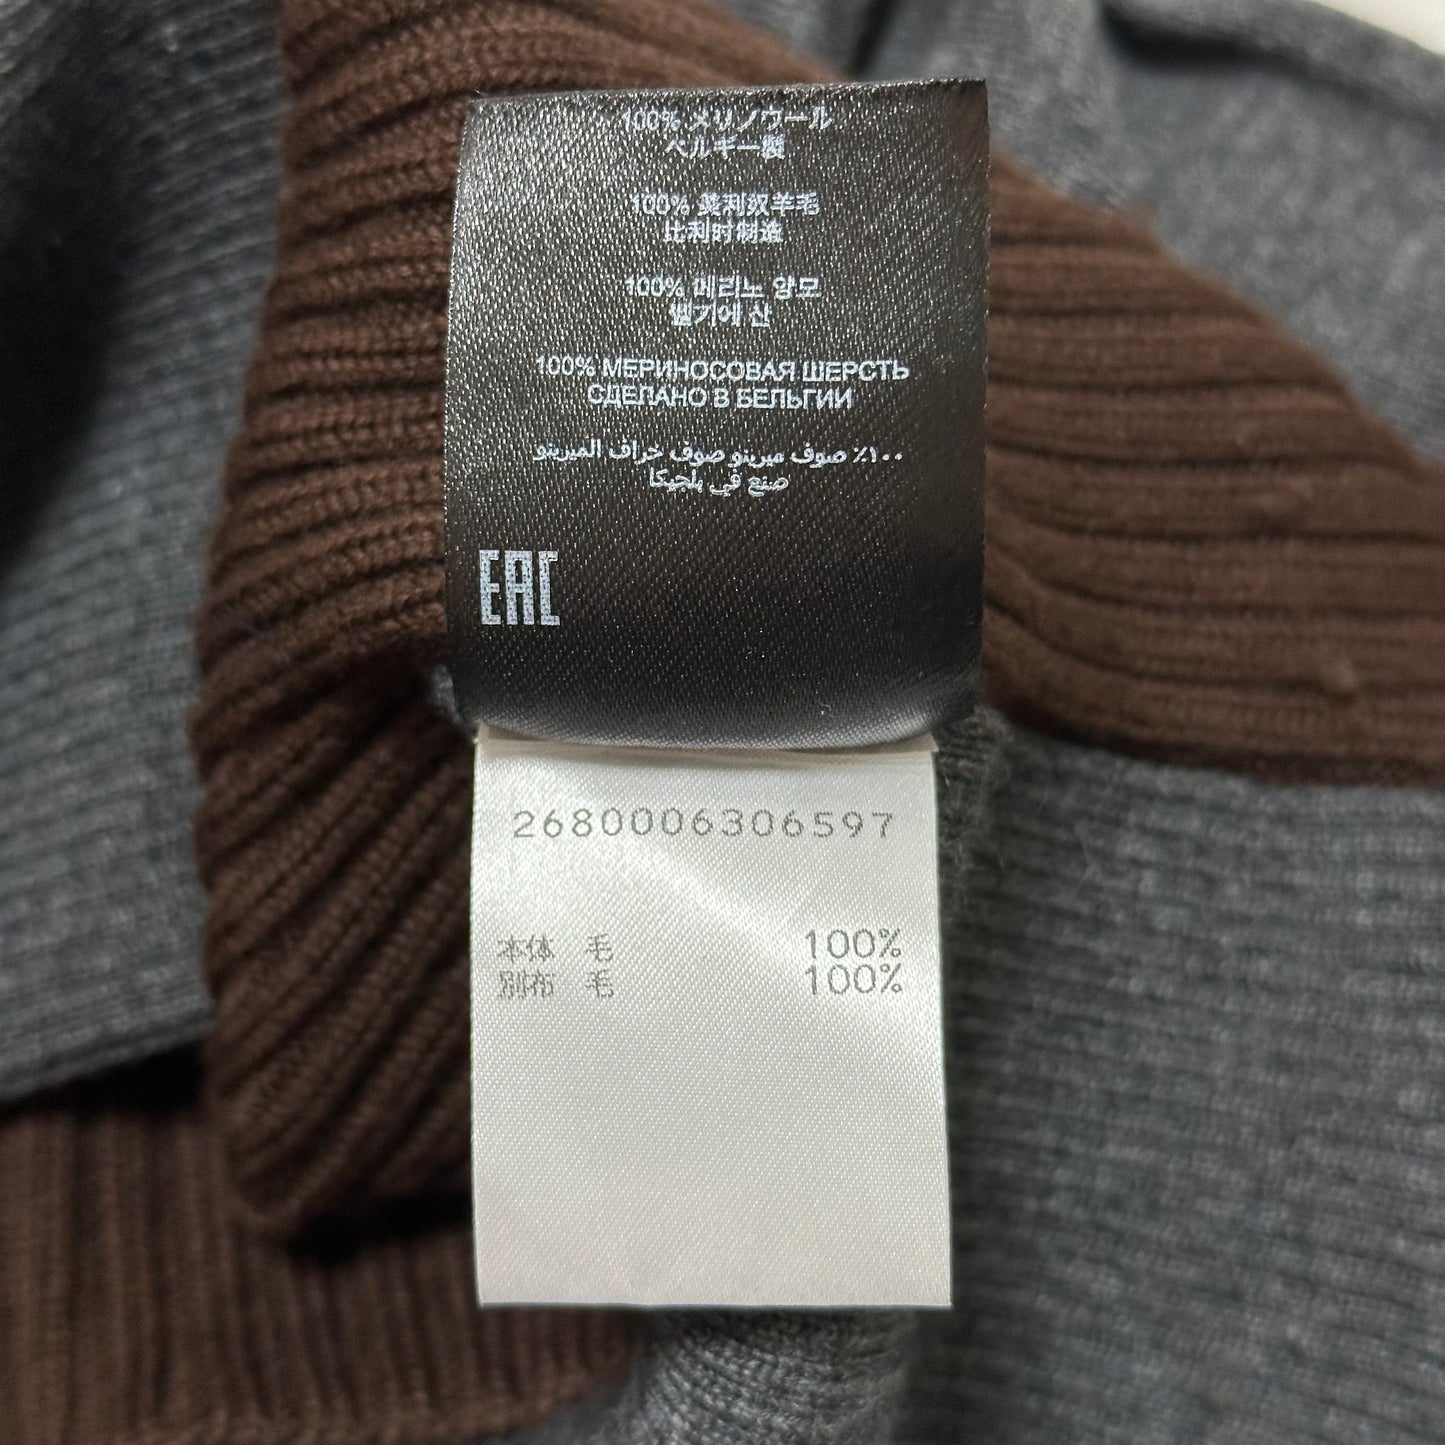 100% メリノウール
ベルギー製
100% 美利奴羊毛
比利时制造
100% 메리노 양모
벨기에 산
100% МЕРИНОСОВАЯ ШЕРСТЬ
СДЕЛАНО В БЕЛЬГИИ
١٠٠٪ صوف ميرينو صوف خراف الميرينو
صنع في بلجيكا
EAC
2680006306597
本体 毛 100%
別布 毛 100%